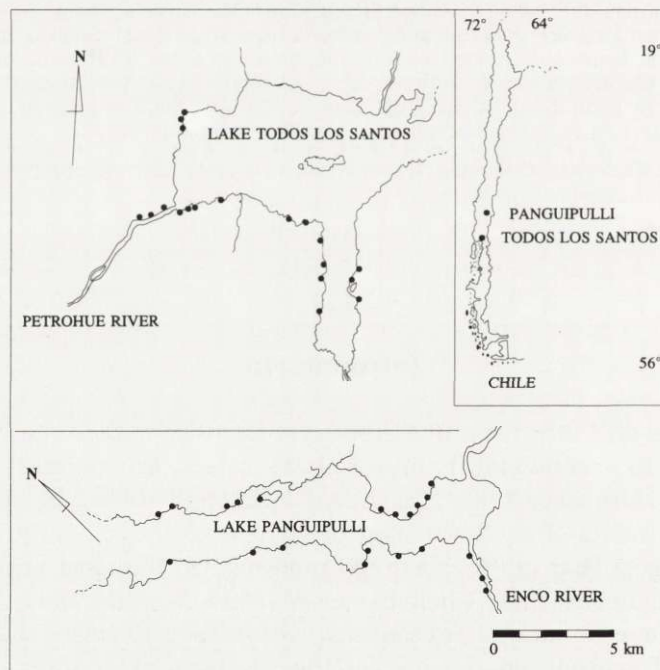 N
LAKE TODOS LOS SANTOS
PETROHUE RIVER
72° 64°
19°
PANGUIPULLI
TODOS LOS SANTOS
56°
CHILE
N
LAKE PANGUIPULLI
ENCO RIVER
0 5 km